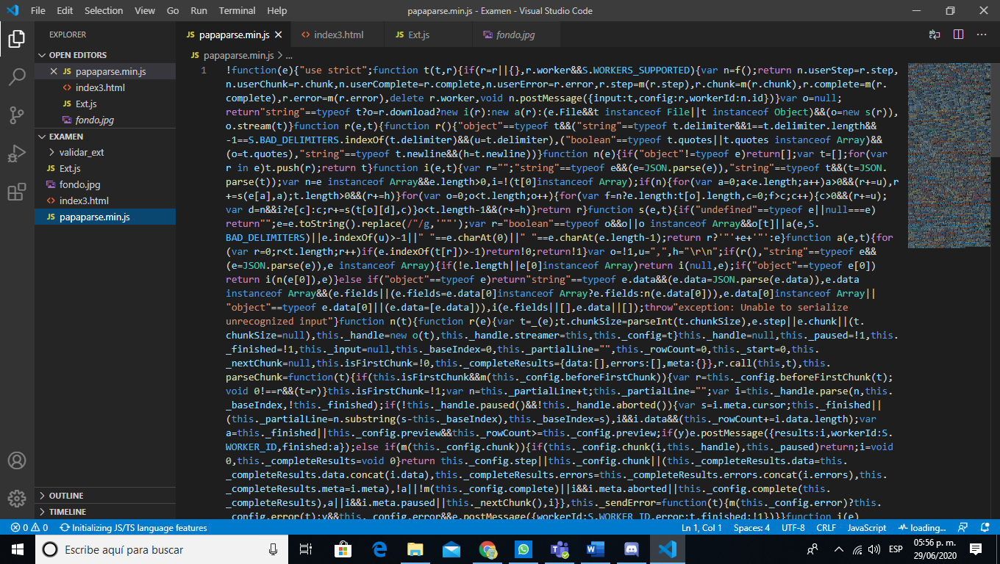 File Edit Selection View Go Run Terminal Help papaparse.min.js - Examen - Visual Studio Code
EXPLORER
OPEN EDITORS
JS papaparse.min.js
<> index3.html
JS Ext.js
fondo.jpg
EXAMEN
validar_ext
JS Ext.js
fondo.jpg
<> index3.html
JS papaparse.min.js
OUTLINE
TIMELINE
JS papaparse.min.js <> index3.html JS Ext.js fondo.jpg
JS papaparse.min.js > ...
1 !function(e){"use strict";function t(t,r){if(r=r||{},r.worker&&S.WORKERS_SUPPORTED){var n=f();return n.userStep=r.step,
n.userChunk=r.chunk,n.userComplete=r.complete,n.userError=r.error,r.step=m(r.step),r.chunk=m(r.chunk),r.complete=m(r.
complete),r.error=m(r.error),delete r.worker,void n.postMessage({input:t,config:r,workerId:n.id})}var o=null;
return"string"==typeof t?o=r.download?new i(r):new a(r):(e.File&&t instanceof File||t instanceof Object)&&(o=new s(r)),
o.stream(t)}function r(e,t){function r(){"object"==typeof t&&("string"==typeof t.delimiter&&1==t.delimiter.length&&
-1==S.BAD_DELIMITERS.indexOf(t.delimiter)&&(u=t.delimiter),("boolean"==typeof t.quotes||t.quotes instanceof Array)&&
(o=t.quotes),"string"==typeof t.newline&&(h=t.newline))}function n(e){if("object"!=typeof e)return[];var t=[];for(var
r in e)t.push(r);return t}function i(e,t){var r="";"string"==typeof e&&(e=JSON.parse(e)),"string"==typeof t&&(t=JSON.
parse(t));var n=e instanceof Array&&e.length>0,i=!(t[0]instanceof Array);if(n){for(var a=0;a<e.length;a++)a>0&&(r+=u),r
+=s(e[a],a);t.length>0&&(r+=h)}for(var o=0;o<t.length;o++){for(var f=n?e.length:t[o].length,c=0;f>c;c++){c>0&&(r+=u);
var d=n&&i?e[c]:c;r+=s(t[o][d],c)}o<t.length-1&&(r+=h)}return r}function s(e,t){if("undefined"==typeof e||null===e)
return"";e=e.toString().replace(/"/g,'""');var r="boolean"==typeof o&&o||o instanceof Array&&o[t]||a(e,S.
BAD_DELIMITERS)||e.indexOf(u)>-1||" "==e.charAt(0)||" "==e.charAt(e.length-1);return r?'"'+e+'"':e}function a(e,t){for
(var r=0;r<t.length;r++)if(e.indexOf(t[r])>-1)return!0;return!1}var o=!1,u=",",h="\r\n";if(r(),"string"==typeof e&&
(e=JSON.parse(e)),e instanceof Array){if(!e.length||e[0]instanceof Array)return i(null,e);if("object"==typeof e[0])
return i(n(e[0]),e)}else if("object"==typeof e)return"string"==typeof e.data&&(e.data=JSON.parse(e.data)),e.data
instanceof Array&&(e.fields||(e.fields=e.data[0]instanceof Array?e.fields:n(e.data[0])),e.data[0]instanceof Array||
"object"==typeof e.data[0]||(e.data=[e.data])),i(e.fields||[],e.data||[]);throw"exception: Unable to serialize
unrecognized input"}function n(t){function r(e){var t=_(e);t.chunkSize=parseInt(t.chunkSize),e.step||e.chunk||(t.
chunkSize=null),this._handle=new o(t),this._handle.streamer=this,this._config=t}this._handle=null,this._paused=!1,this.
_finished=!1,this._input=null,this._baseIndex=0,this._partialLine="",this._rowCount=0,this._start=0,this.
_nextChunk=null,this.isFirstChunk=!0,this._completeResults={data:[],errors:[],meta:{}},r.call(this,t),this.
parseChunk=function(t){if(this.isFirstChunk&&m(this._config.beforeFirstChunk)){var r=this._config.beforeFirstChunk(t);
void 0!==r&&(t=r)}this.isFirstChunk=!1;var n=this._partialLine+t;this._partialLine="";var i=this._handle.parse(n,this.
_baseIndex,!this._finished);if(!this._handle.paused()&&!this._handle.aborted()){var s=i.meta.cursor;this._finished||
(this._partialLine=n.substring(s-this._baseIndex),this._baseIndex=s),i&&i.data&&(this._rowCount+=i.data.length);var
a=this._finished||this._config.preview&&this._rowCount>=this._config.preview;if(y)e.postMessage({results:i,workerId:S.
WORKER_ID,finished:a});else if(m(this._config.chunk)){if(this._config.chunk(i,this._handle),this._paused)return;i=void
0,this._completeResults=void 0}return this._config.step||this._config.chunk||(this._completeResults.data=this.
_completeResults.data.concat(i.data),this._completeResults.errors=this._completeResults.errors.concat(i.errors),this.
_completeResults.meta=i.meta),!a||!m(this._config.complete)||i&&i.meta.aborted||this._config.complete(this.
_completeResults),a||i&&i.meta.paused||this._nextChunk(),i}},this._sendError=function(t){m(this._config.error)?this.
_config.error(t):y&&this._config.error&&e.postMessage({workerId:S.WORKER_ID,error:t,finished:!1})}}function i(e)
0 0 Initializing JS/TS language features Ln 1, Col 1 Spaces: 4 UTF-8 CRLF JavaScript loading...
Escribe aquí para buscar ESP 05:56 p. m.
29/06/2020